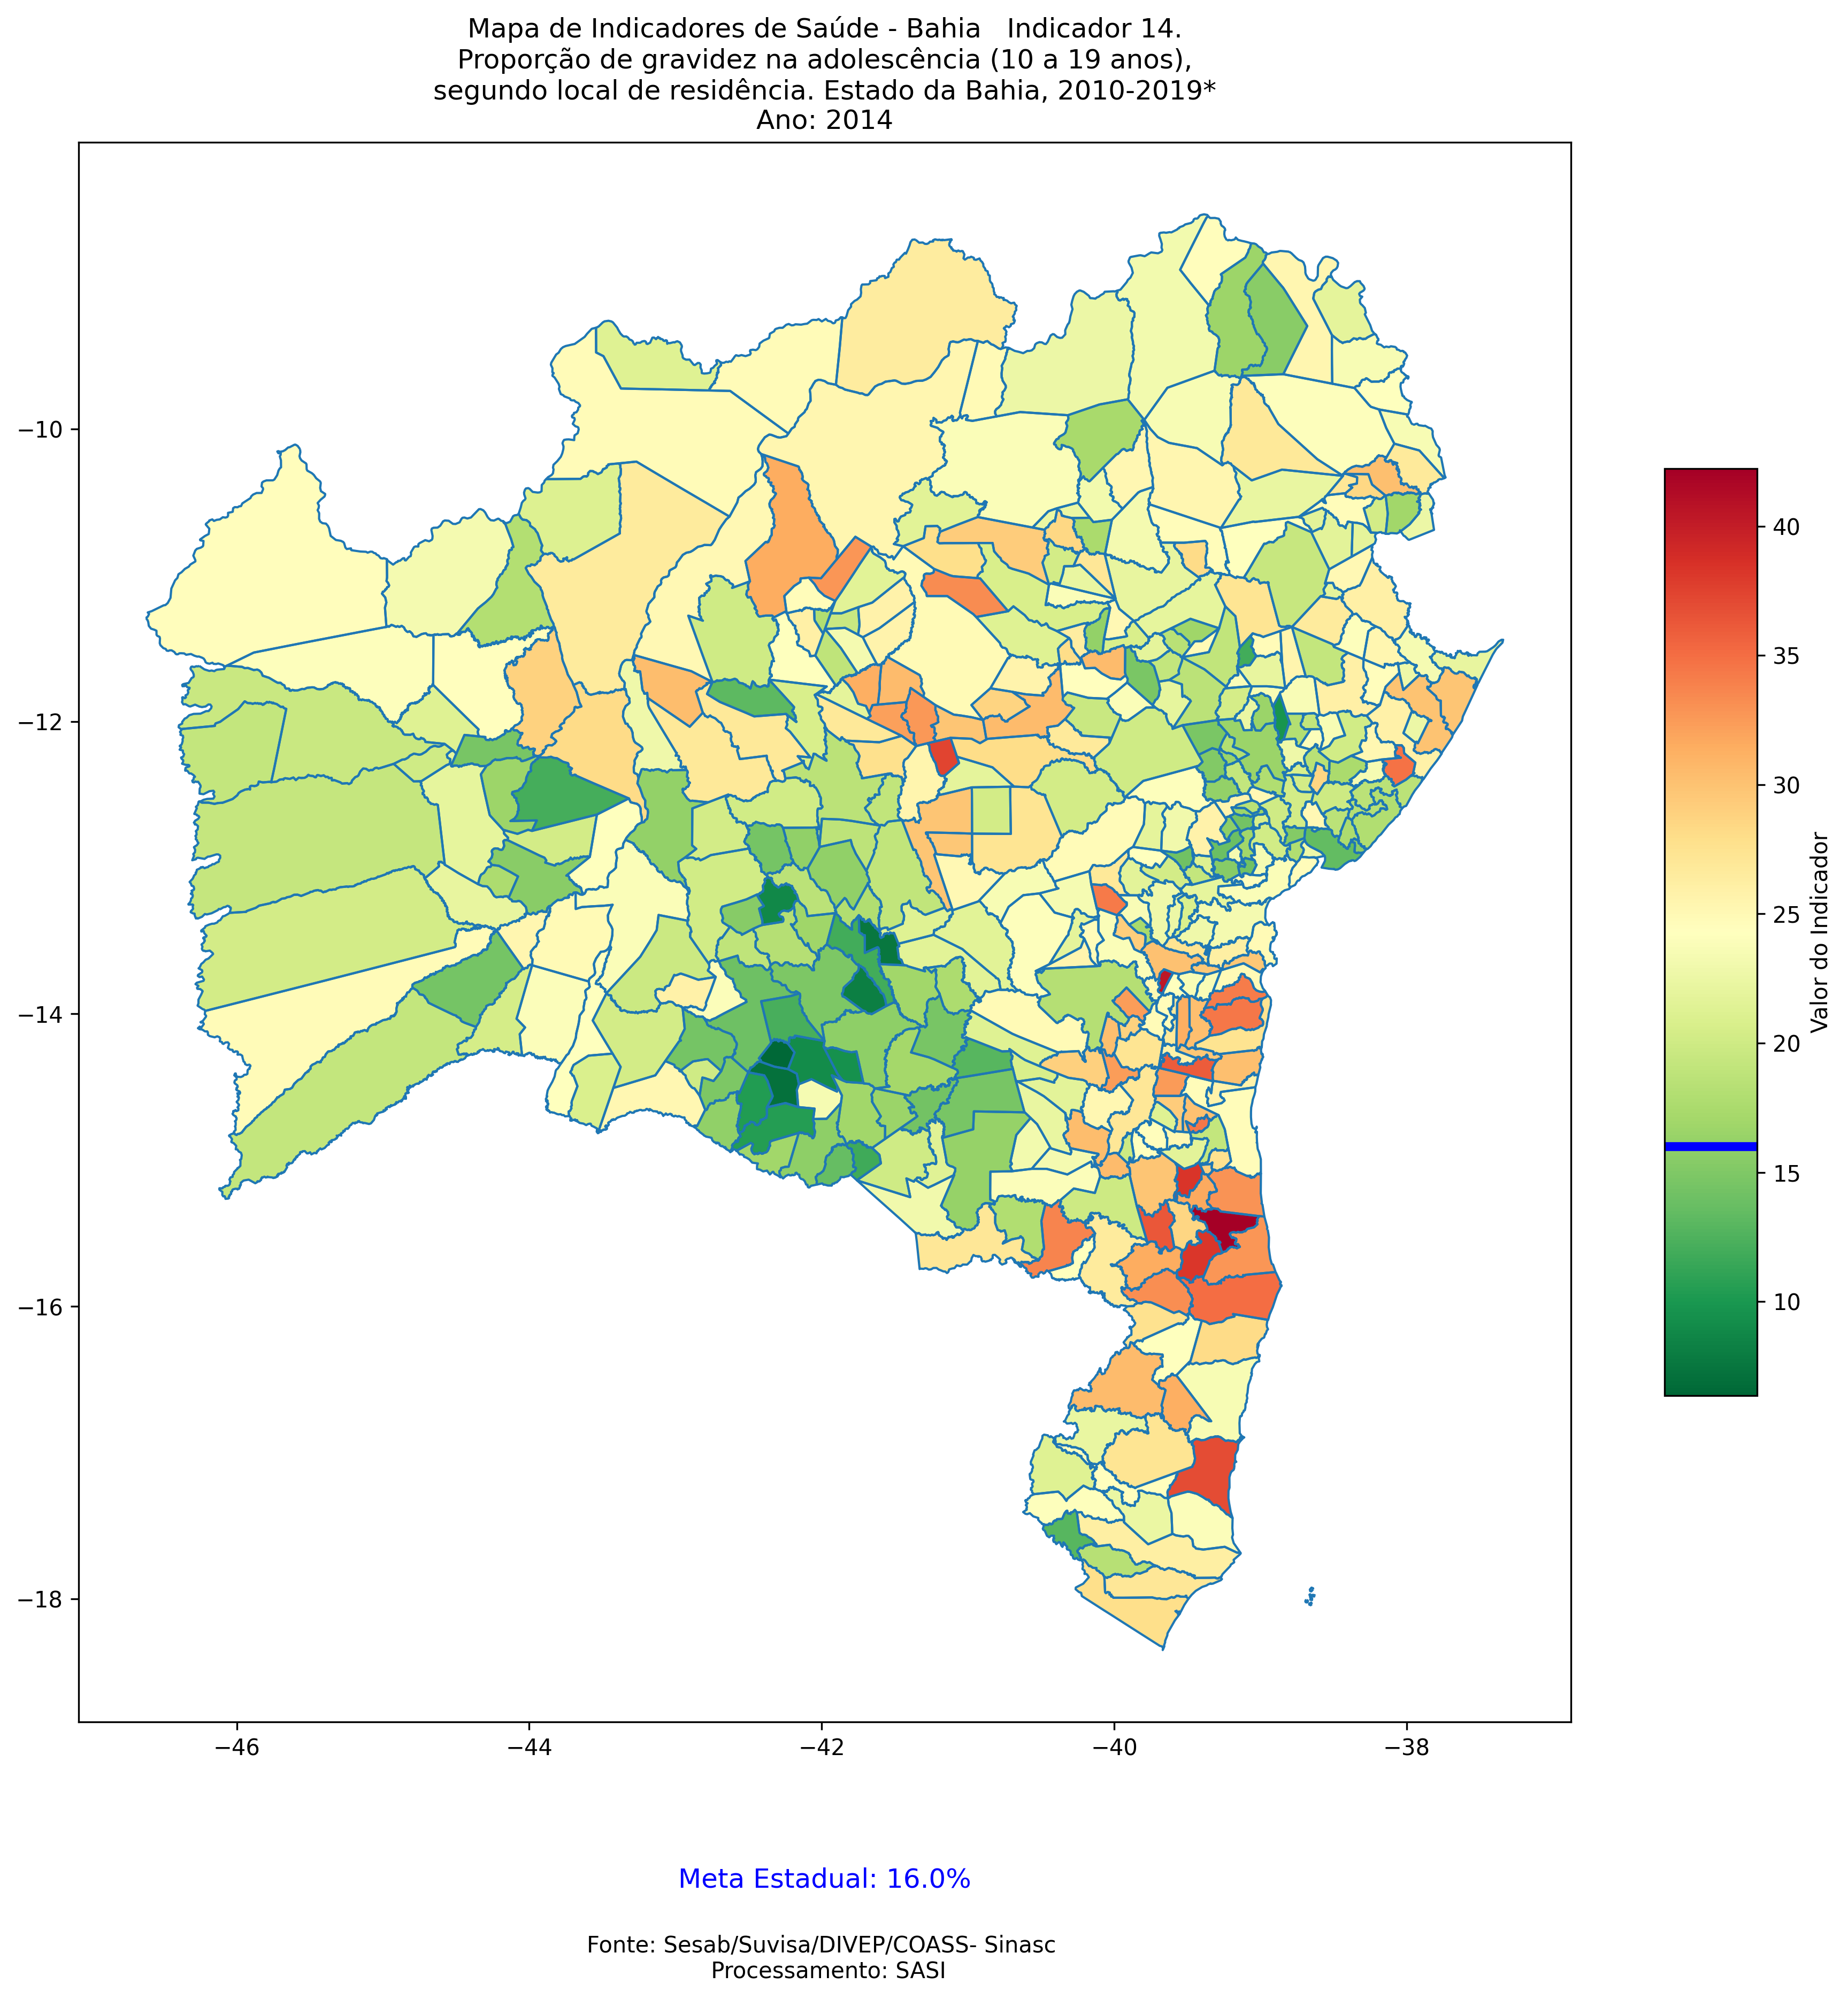 Mapa de Indicadores de Saúde - Bahia   Indicador 14.
Proporção de gravidez na adolescência (10 a 19 anos),
segundo local de residência. Estado da Bahia, 2010-2019*
Ano: 2014
−10
−12
−14
−16
−18
−46
−44
−42
−40
−38
40
35
30
25
20
15
10
Valor do Indicador
Meta Estadual: 16.0%
Fonte: Sesab/Suvisa/DIVEP/COASS- Sinasc
Processamento: SASI